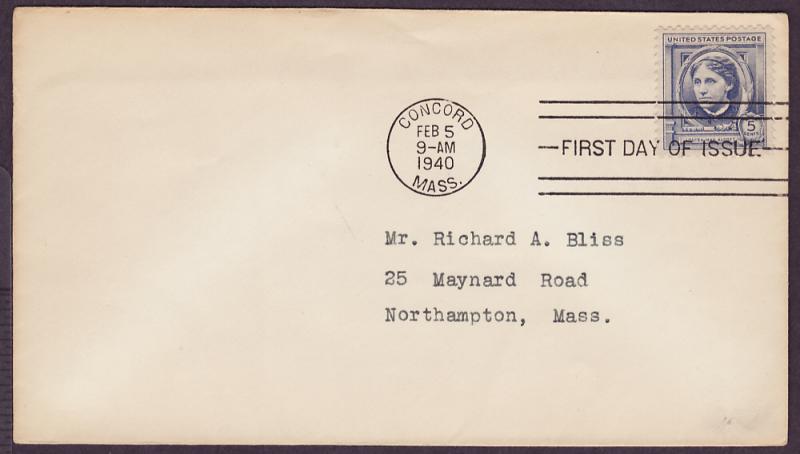 UNITED STATES POSTAGE
5
CENTS
CONCORD
FEB 5
9-AM
1940
MASS.
FIRST DAY OF ISSUE
Mr. Richard A. Bliss
25 Maynard Road
Northampton, Mass.